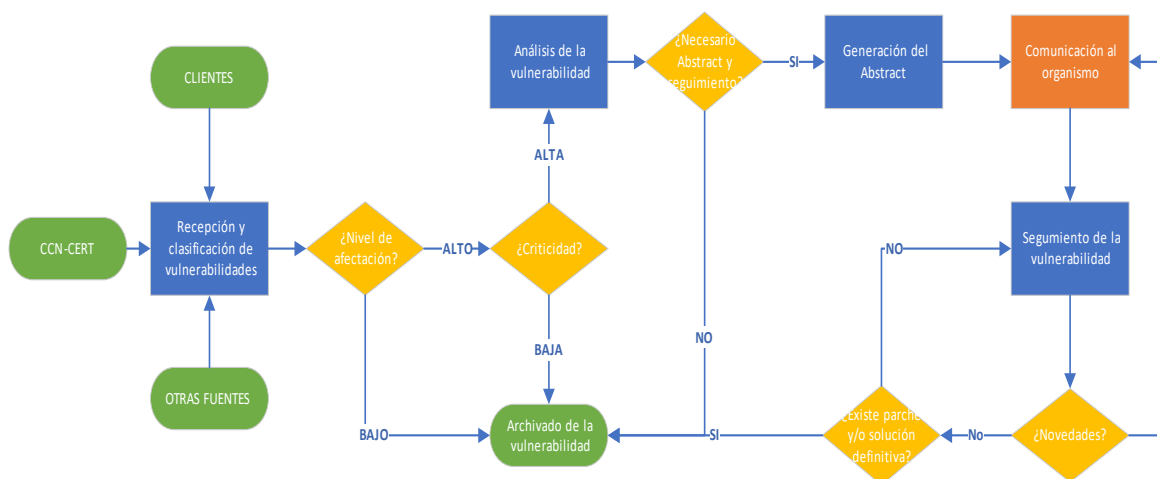 CLIENTES
CCN-CERT
OTRAS FUENTES
Recepción y
clasificación de
vulnerabilidades
¿Nivel de
afectación?
ALTO
BAJO
¿Criticidad?
ALTA
BAJA
Análisis de la
vulnerabilidad
¿Necesario
Abstract y
seguimiento?
SI
NO
Generación del
Abstract
Comunicación al
organismo
Segumiento de la
vulnerabilidad
¿Novedades?
No
¿Existe parche
y/o solución
definitiva?
NO
SI
Archivado de la
vulnerabilidad